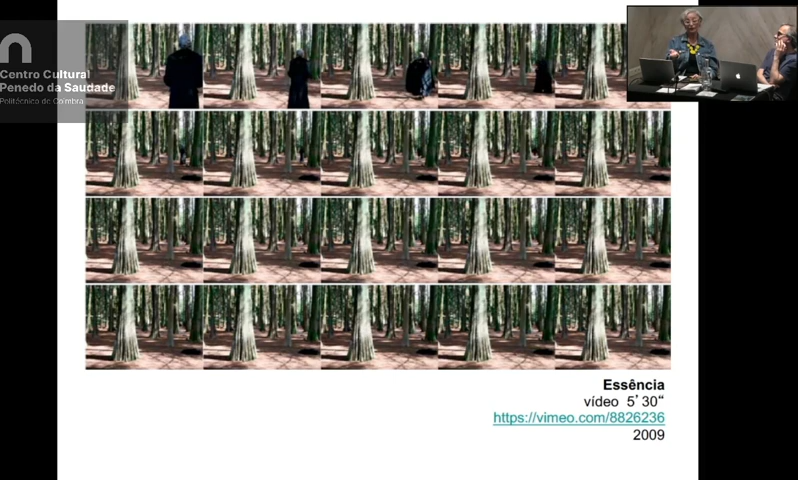 Centro Cultural
Penedo da Saudade
Politécnico de Coimbra
Essência
vídeo 5’30“
https://vimeo.com/8826236
2009